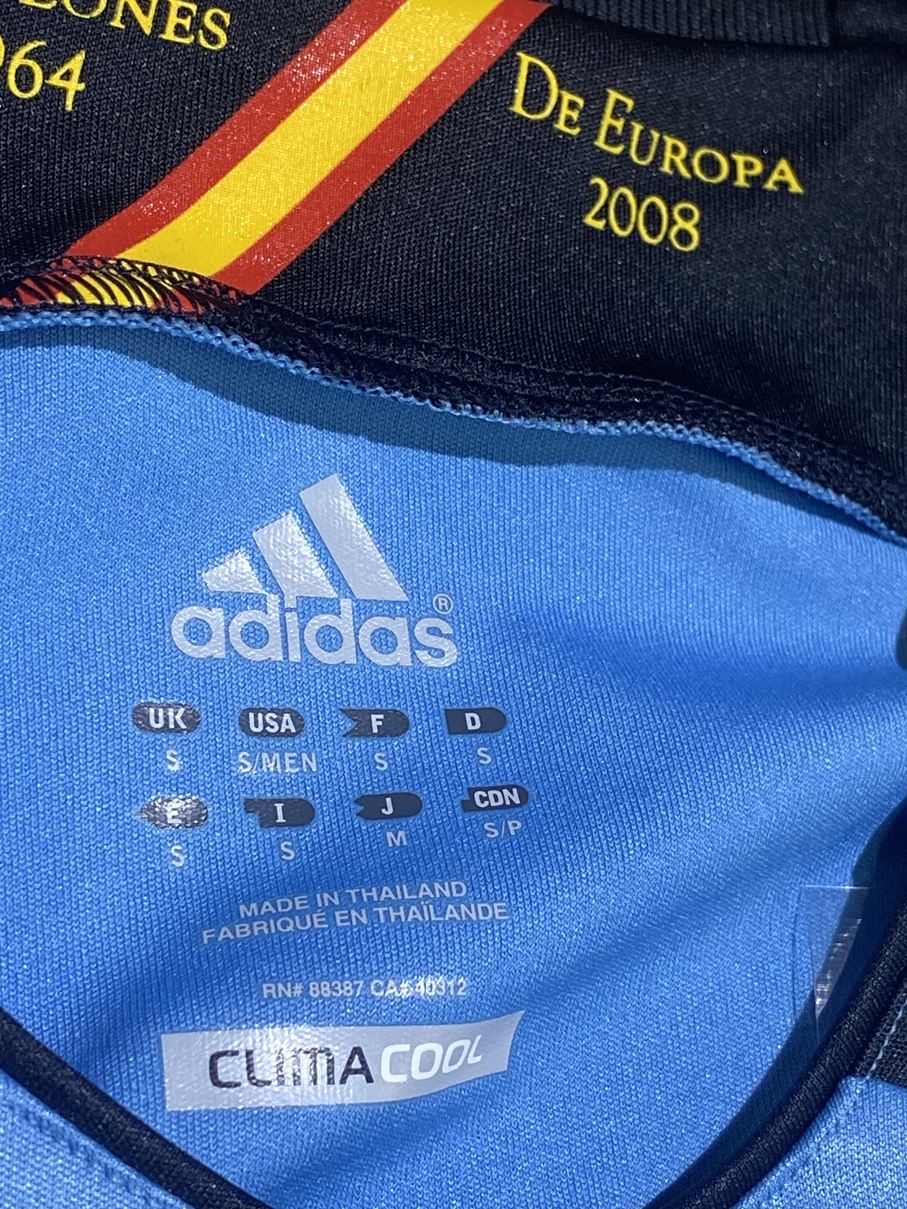 De Europa
2008
964
adidas®
UK USA F D
S S/MEN S S
E I J CDN
S S M S/P
MADE IN THAILAND
FABRIQUÉ EN THAÏLANDE
RN# 88387 CA# 40312
CLIMACOOL